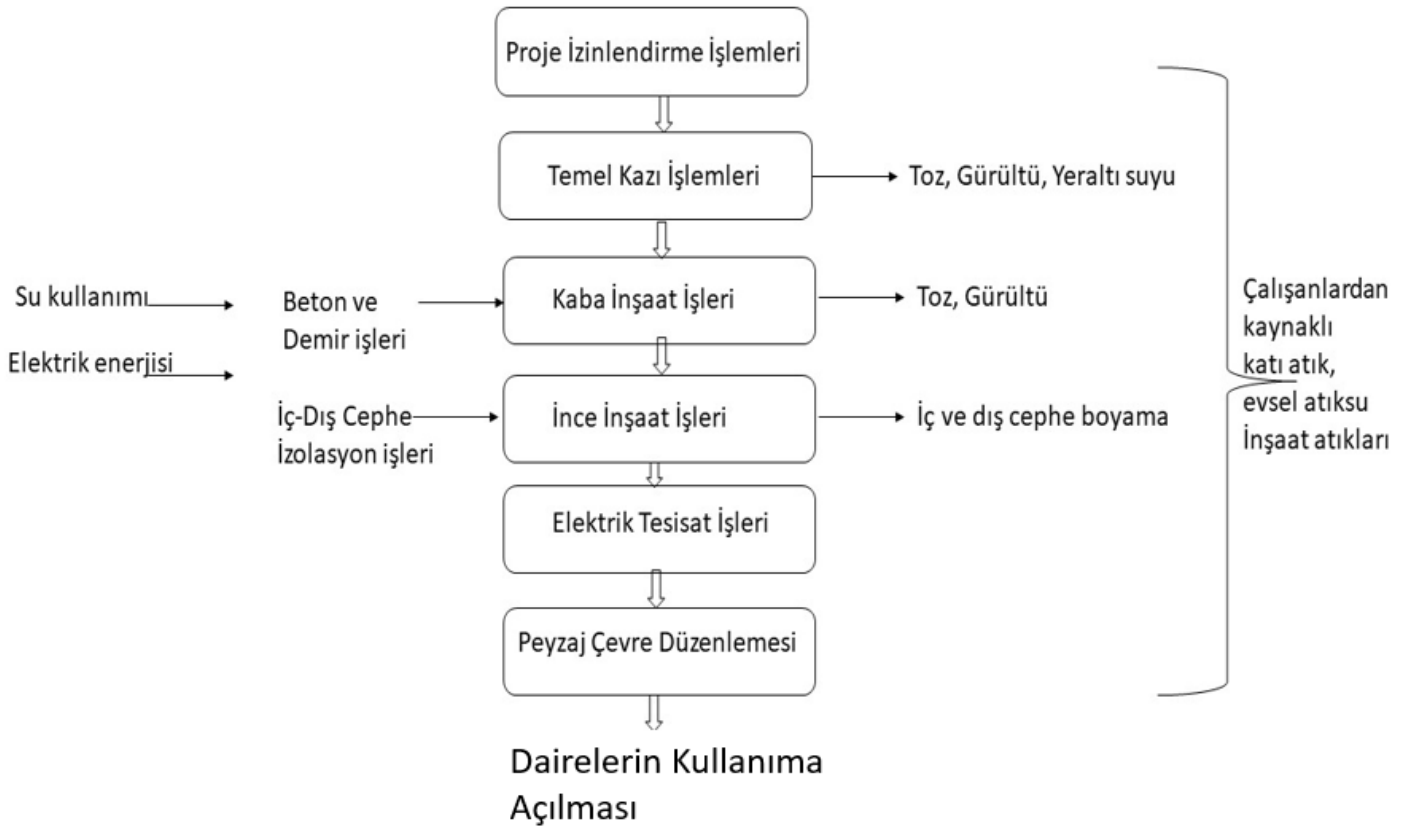 Proje İzinlendirme İşlemleri
Temel Kazı İşlemleri
Toz, Gürültü, Yeraltı suyu
Su kullanımı
Elektrik enerjisi
Beton ve
Demir işleri
Kaba İnşaat İşleri
Toz, Gürültü
İç-Dış Cephe
İzolasyon işleri
İnce İnşaat İşleri
İç ve dış cephe boyama
Çalışanlardan
kaynaklı
katı atık,
evsel atıksu
İnşaat atıkları
Elektrik Tesisat İşleri
Peyzaj Çevre Düzenlemesi
Dairelerin Kullanıma
Açılması